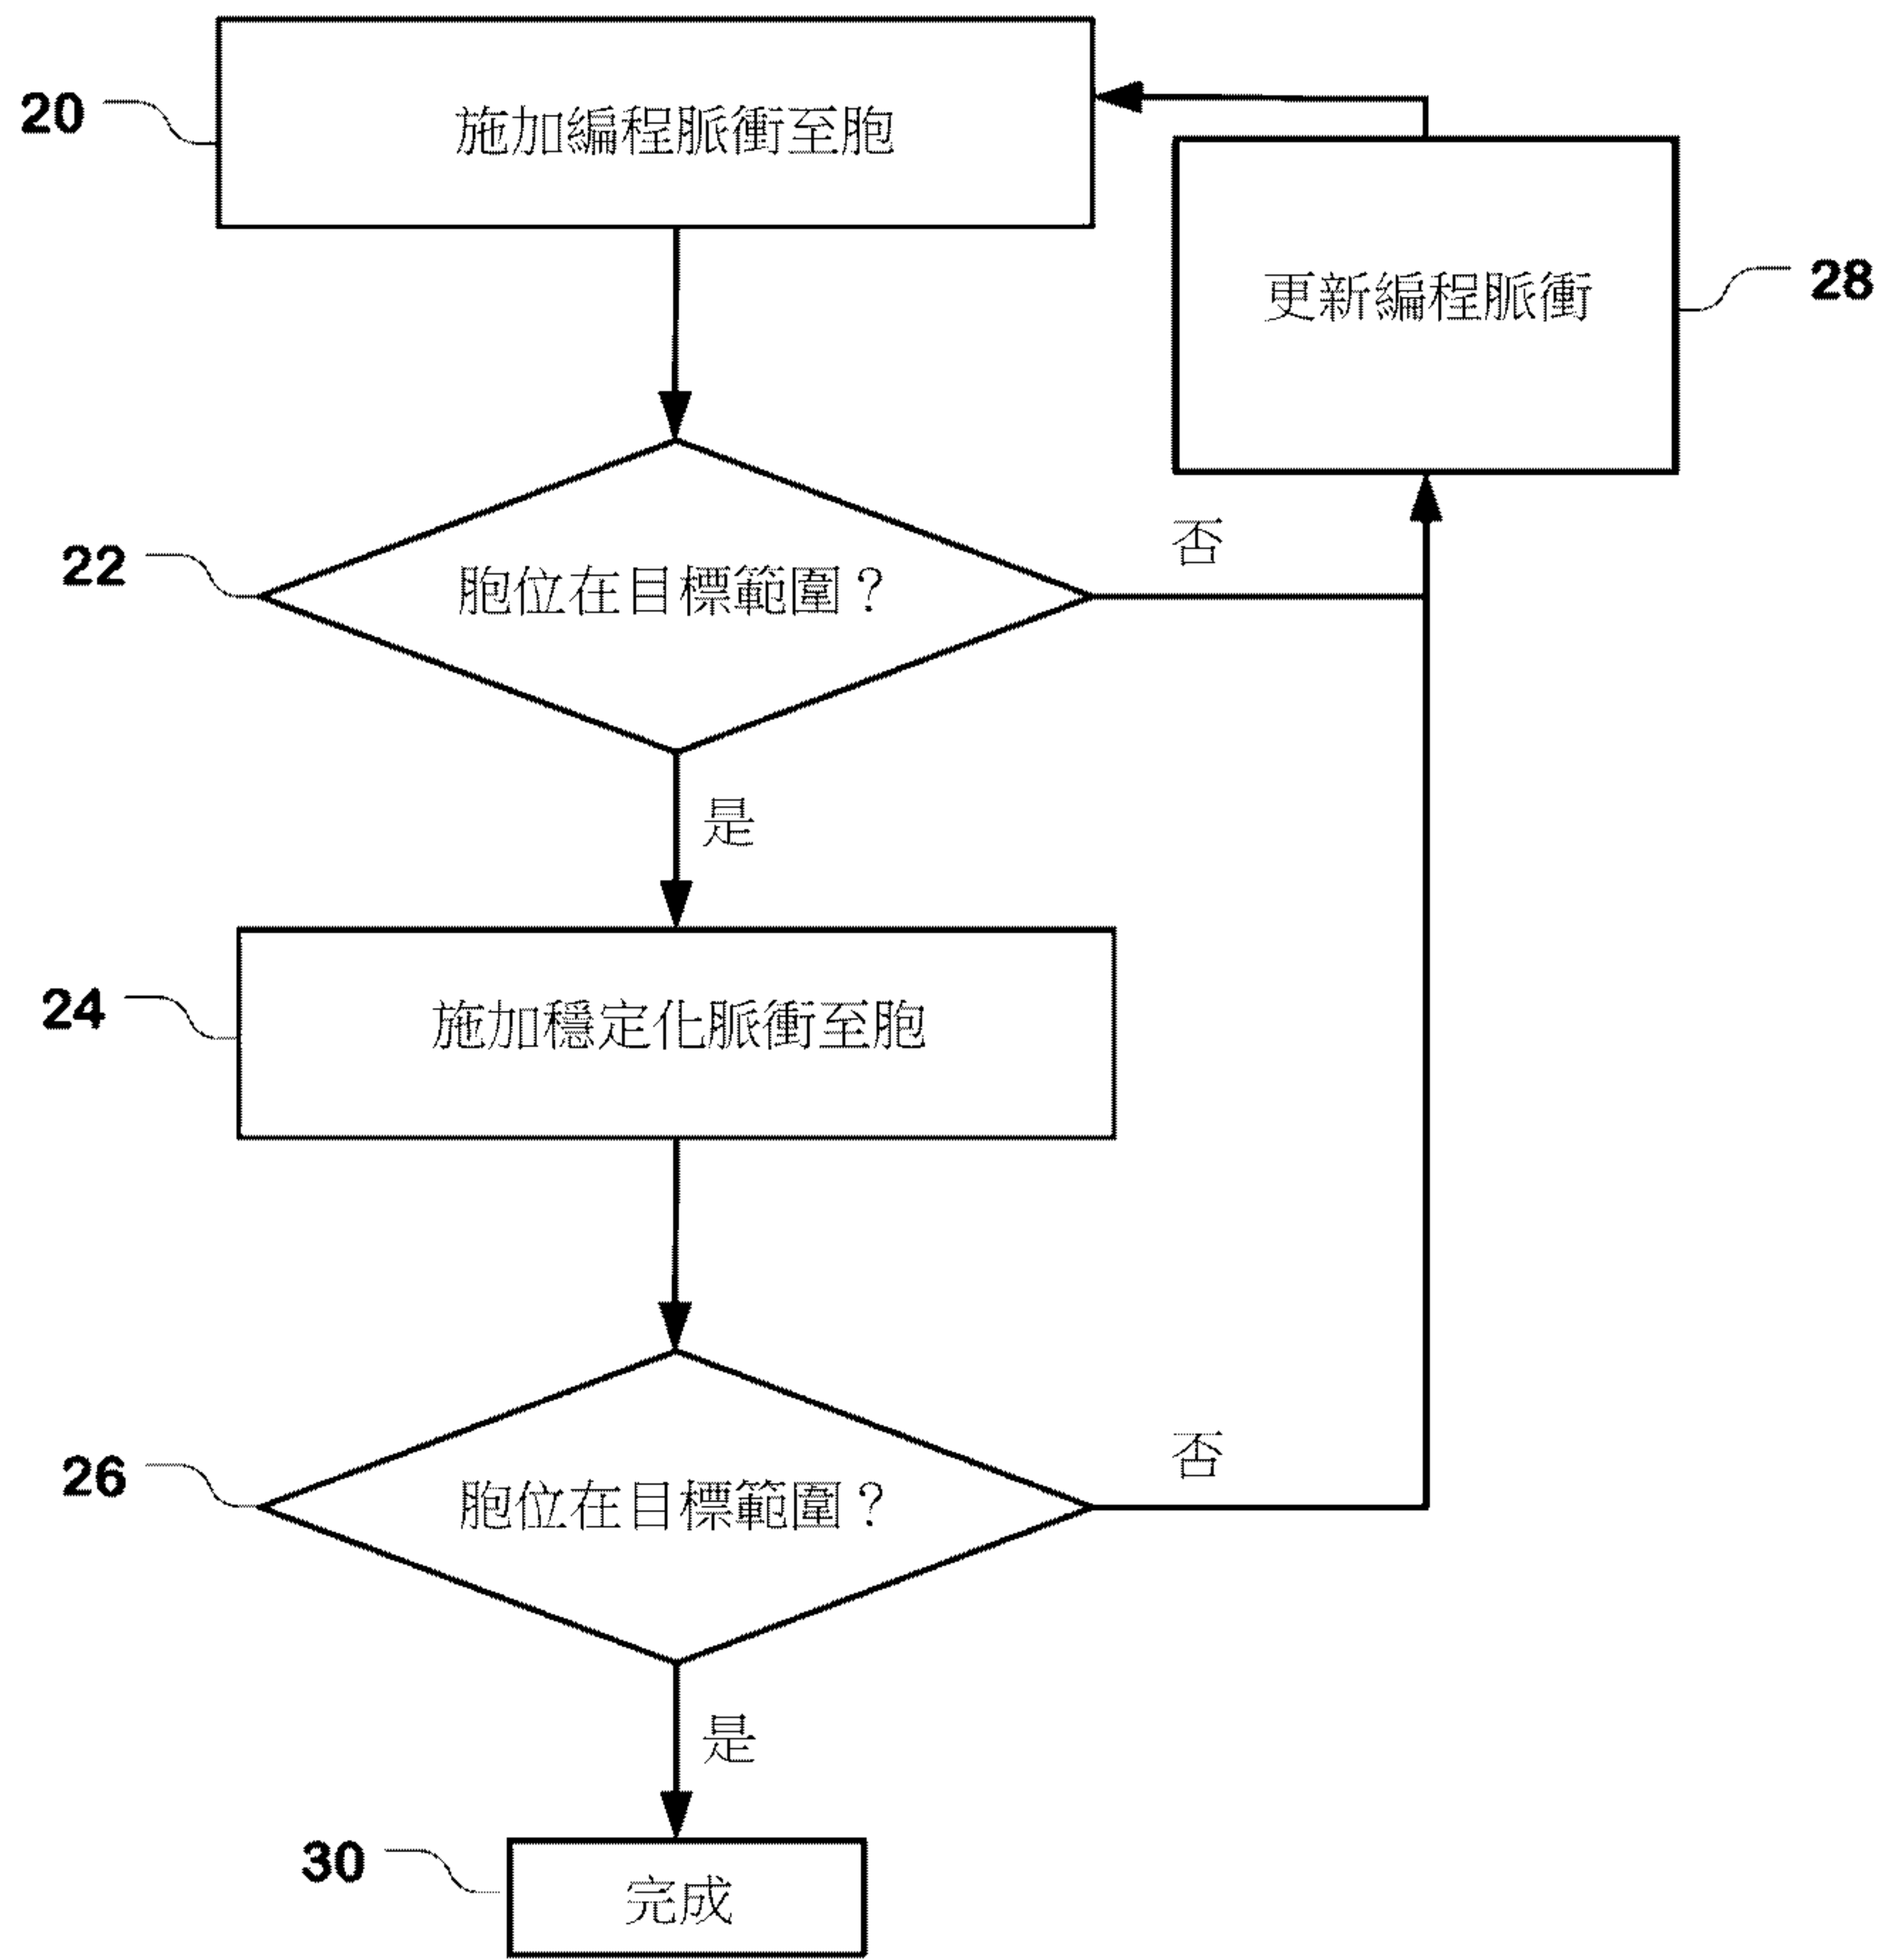 20
施加編程脈衝至胞
更新編程脈衝
28
否
22
胞位在目標範圍？
是
24
施加穩定化脈衝至胞
否
26
胞位在目標範圍？
是
30
完成